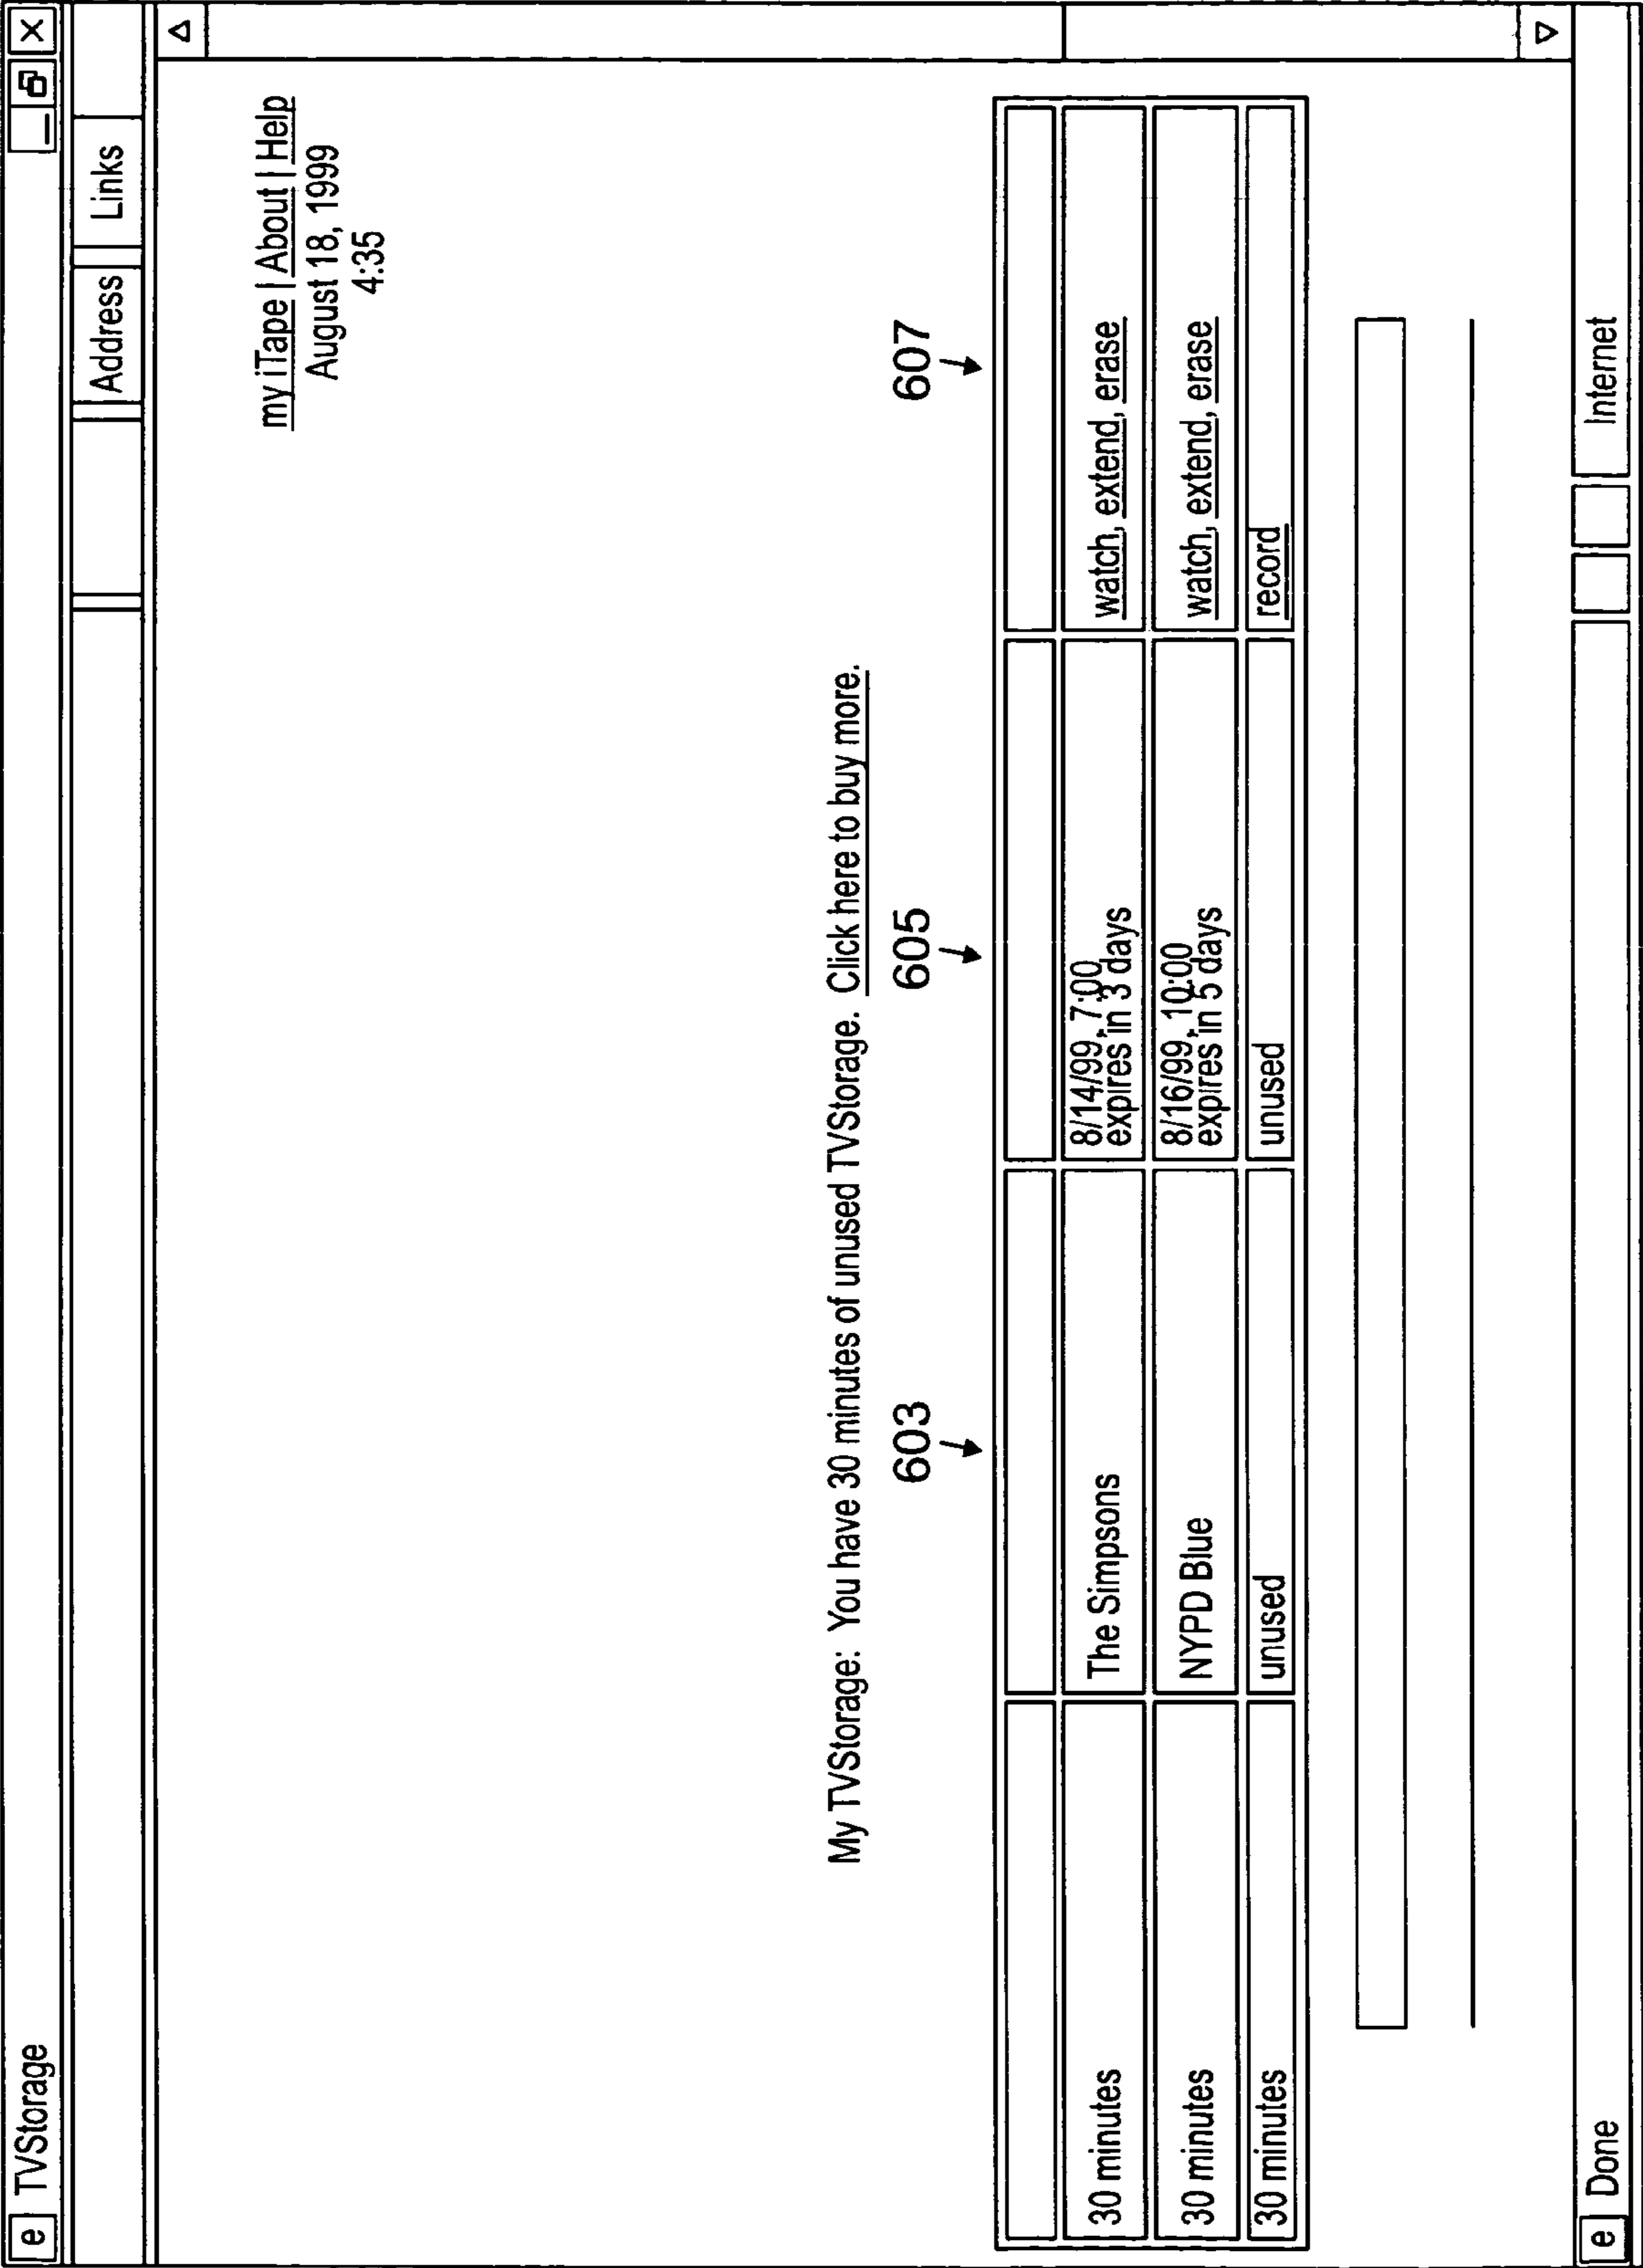 e TVStorage
Address Links
my iTape | About | Help
August 18, 1999
4:35
My TVStorage: You have 30 minutes of unused TVStorage. Click here to buy more.
603 605 607
30 minutes The Simpsons 8/14/99, 7:00 expires in 3 days watch, extend, erase
30 minutes NYPD Blue 8/16/99, 10:00 expires in 5 days watch, extend, erase
30 minutes unused unused record
e Done Internet